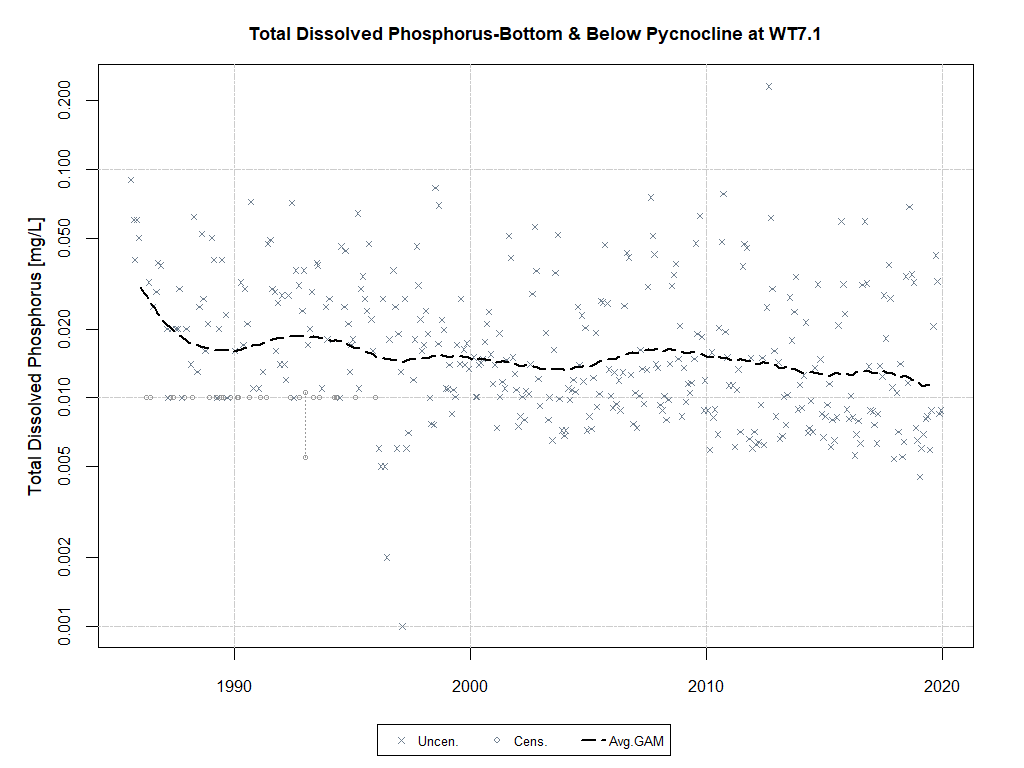 Total Dissolved Phosphorus-Bottom & Below Pycnocline at WT7.1
Total Dissolved Phosphorus [mg/L]
0.200
0.100
0.050
0.020
0.010
0.005
0.002
0.001
1990 2000 2010 2020
Uncen. Cens. Avg.GAM